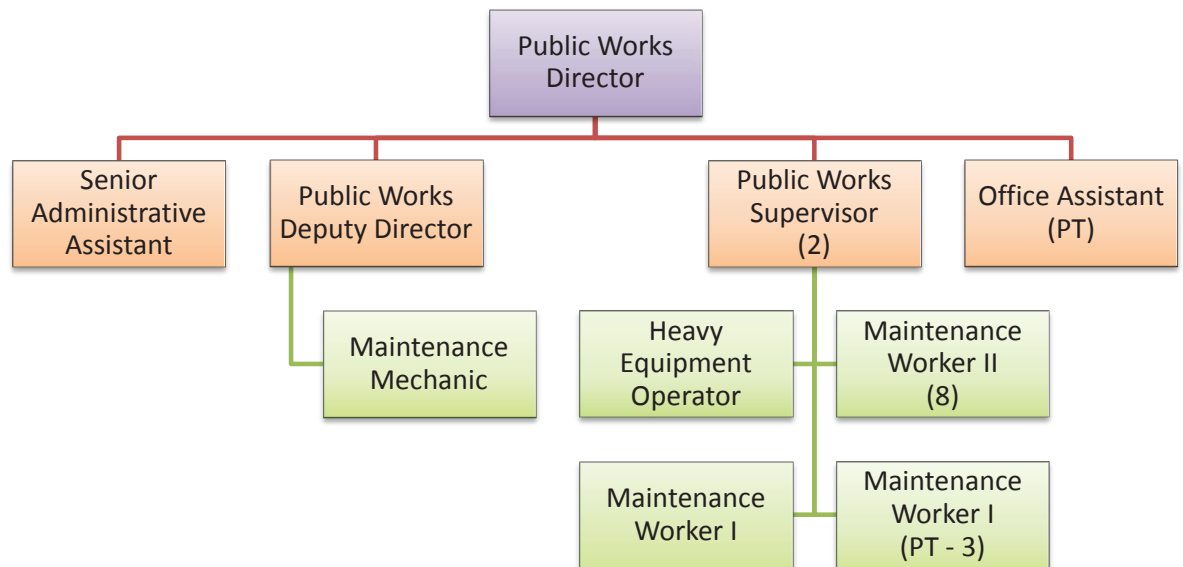 Public Works
Director
Senior
Administrative
Assistant
Public Works
Deputy Director
Public Works
Supervisor
(2)
Office Assistant
(PT)
Maintenance
Mechanic
Heavy
Equipment
Operator
Maintenance
Worker II
(8)
Maintenance
Worker I
Maintenance
Worker I
(PT - 3)